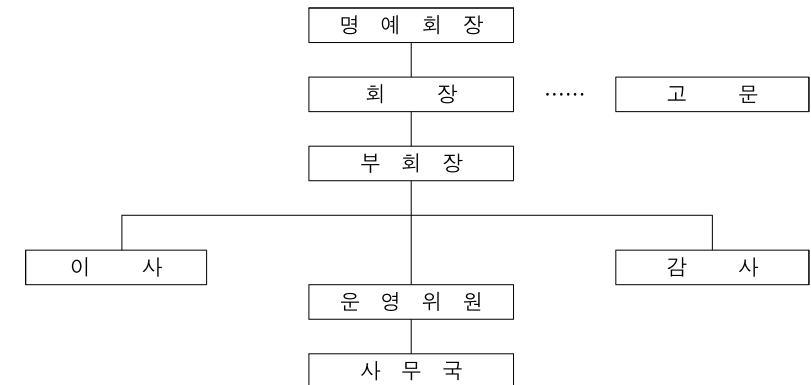 명 예 회 장
회 장 …… 고 문
부 회 장
이 사 감 사
운 영 위 원
사 무 국